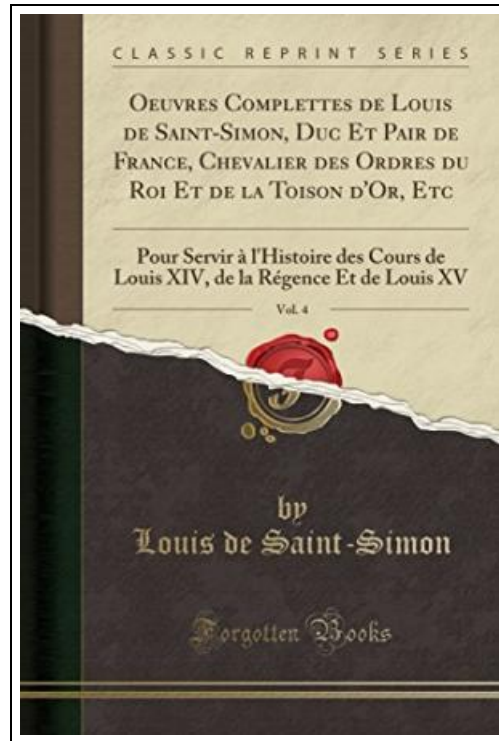 CLASSIC REPRINT SERIES
OEUVRES COMPLETTES DE LOUIS
DE SAINT-SIMON, DUC ET PAIR DE
FRANCE, CHEVALIER DES ORDRES DU
ROI ET DE LA TOISON D'OR, ETC
Pour Servir à l'Histoire des Cours de
Louis XIV, de la Régence Et de Louis XV
Vol. 4
by
Louis de Saint-Simon
Forgotten Books